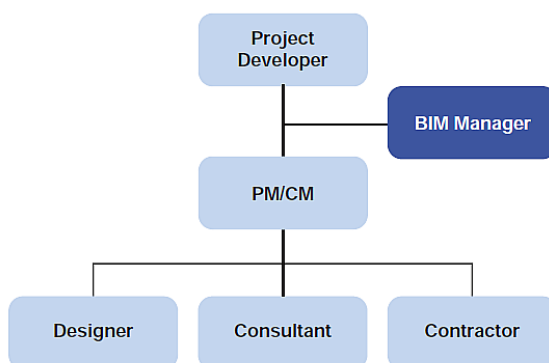 Project
Developer
BIM Manager
PM/CM
Designer
Consultant
Contractor